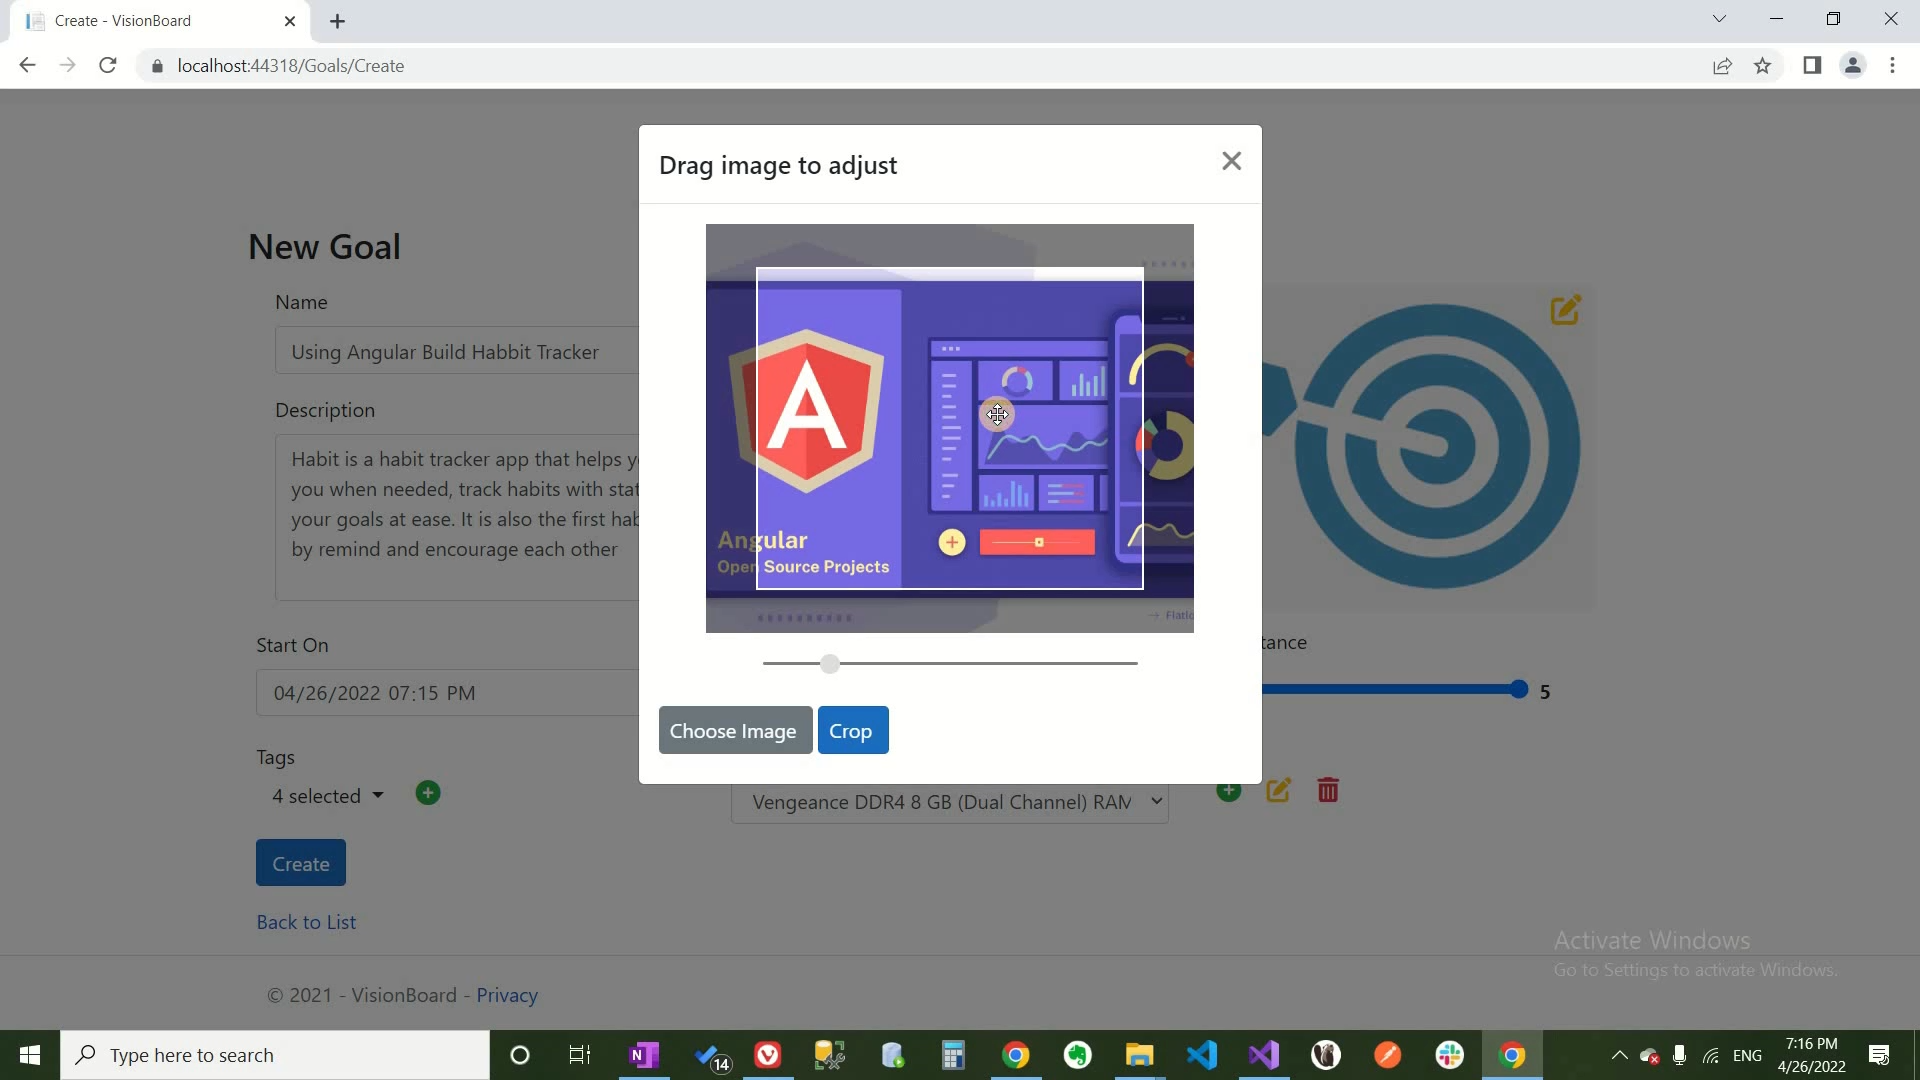 Create - VisionBoard
localhost:44318/Goals/Create
Drag image to adjust
New Goal
Name
Using Angular Build Habbit Tracker
Description
Habit is a habit tracker app that helps
you when needed, track habits with
your goals at ease. It is also the first
by remind and encourage each other
A
Angular
Open Source Projects
Start On
04/26/2022 07:15 PM
5
Choose Image
Crop
Tags
4 selected
Vengeance DDR4 8 GB (Dual Channel) RAM
Create
Back to List
Activate Windows
Go to Settings to activate Windows.
© 2021 - VisionBoard - Privacy
Type here to search
N
14
ENG
7:16 PM
4/26/2022